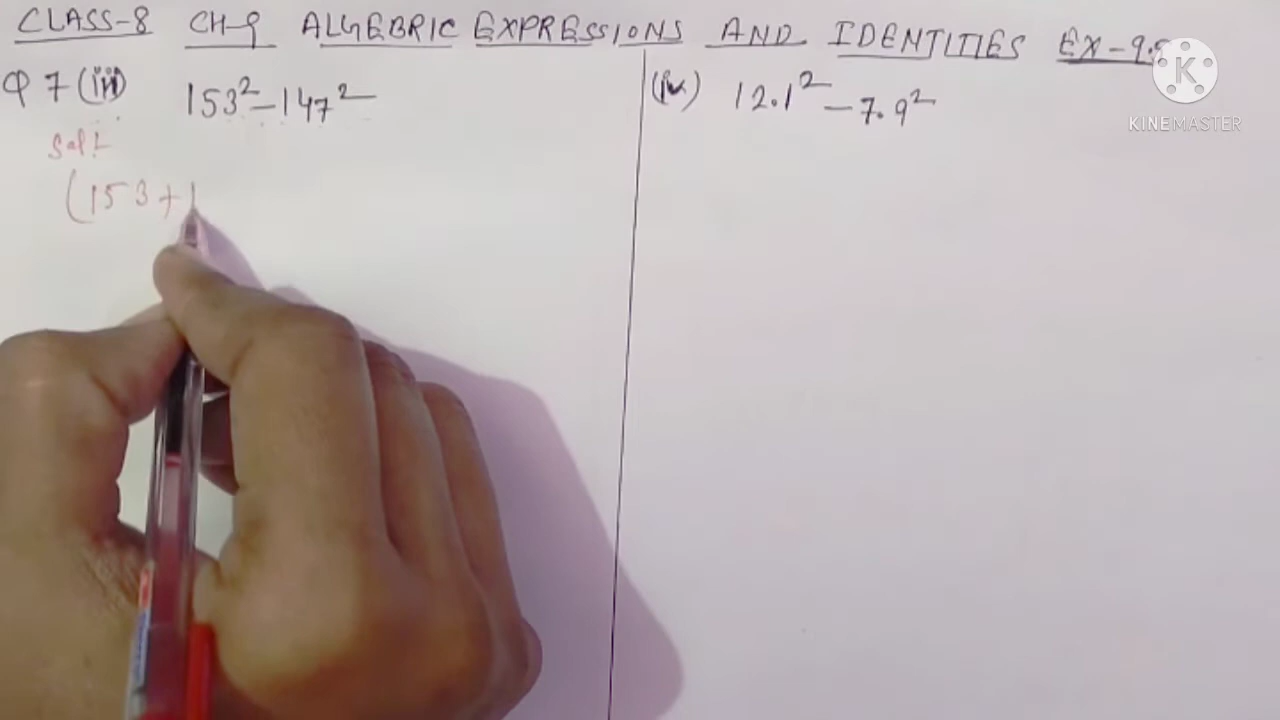 CLASS-8 CH-9 ALGEBRIC EXPRESSIONS AND IDENTITIES EX-9.5
Q 7 (iii) 153² - 147²
(iv) 12.1² - 7.9²
Sol:-
(153 + 1
KINEMASTER